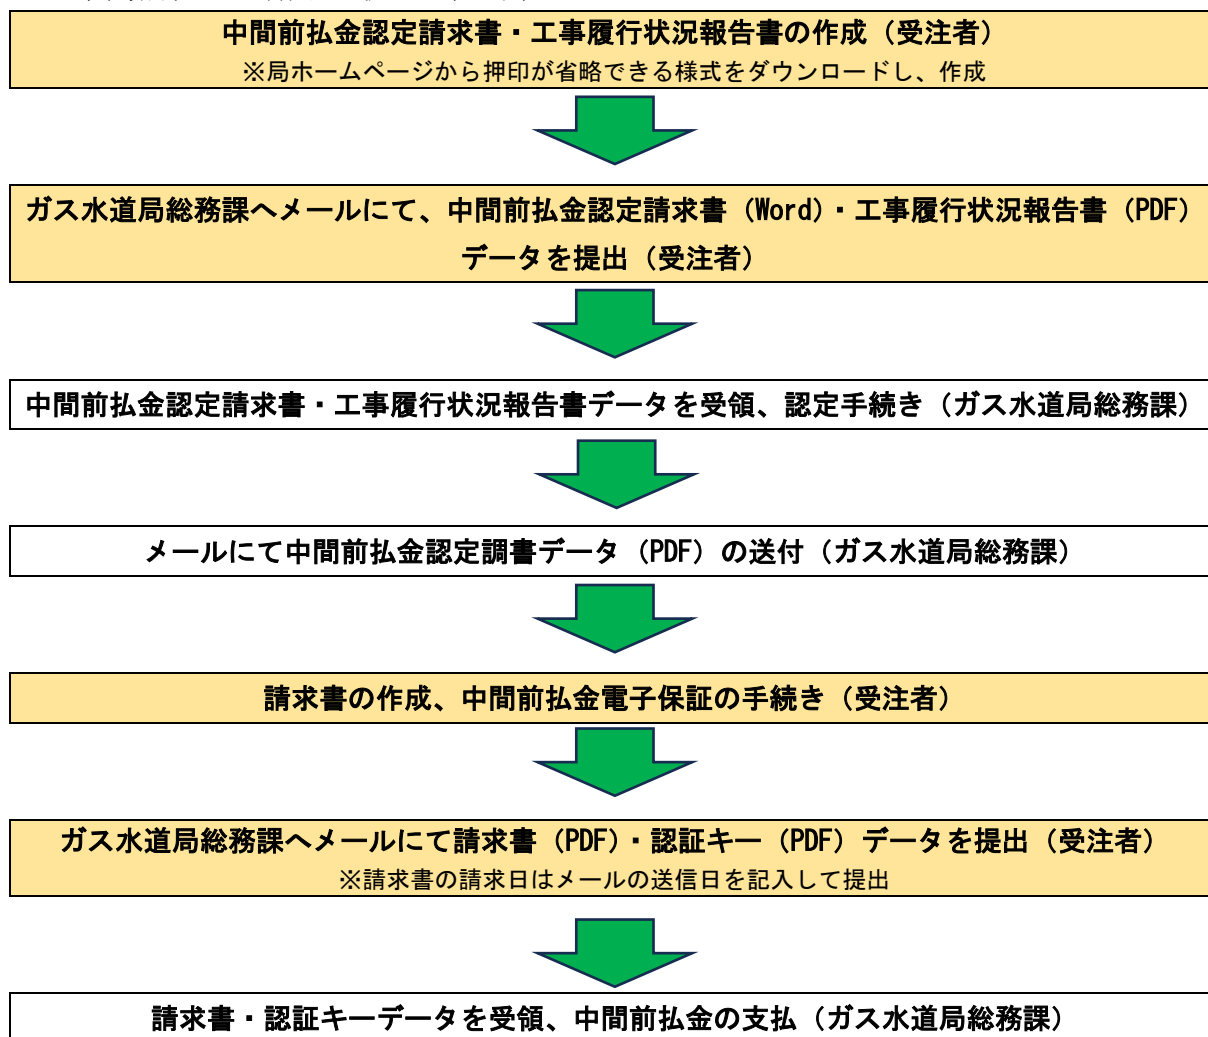 中間前払金認定請求書・工事履行状況報告書の作成（受注者）
※局ホームページから押印が省略できる様式をダウンロードし、作成
ガス水道局総務課へメールにて、中間前払金認定請求書（Word）・工事履行状況報告書（PDF）
データを提出（受注者）
中間前払金認定請求書・工事履行状況報告書データを受領、認定手続き（ガス水道局総務課）
メールにて中間前払金認定調書データ（PDF）の送付（ガス水道局総務課）
請求書の作成、中間前払金電子保証の手続き（受注者）
ガス水道局総務課へメールにて請求書（PDF）・認証キー（PDF）データを提出（受注者）
※請求書の請求日はメールの送信日を記入して提出
請求書・認証キーデータを受領、中間前払金の支払（ガス水道局総務課）